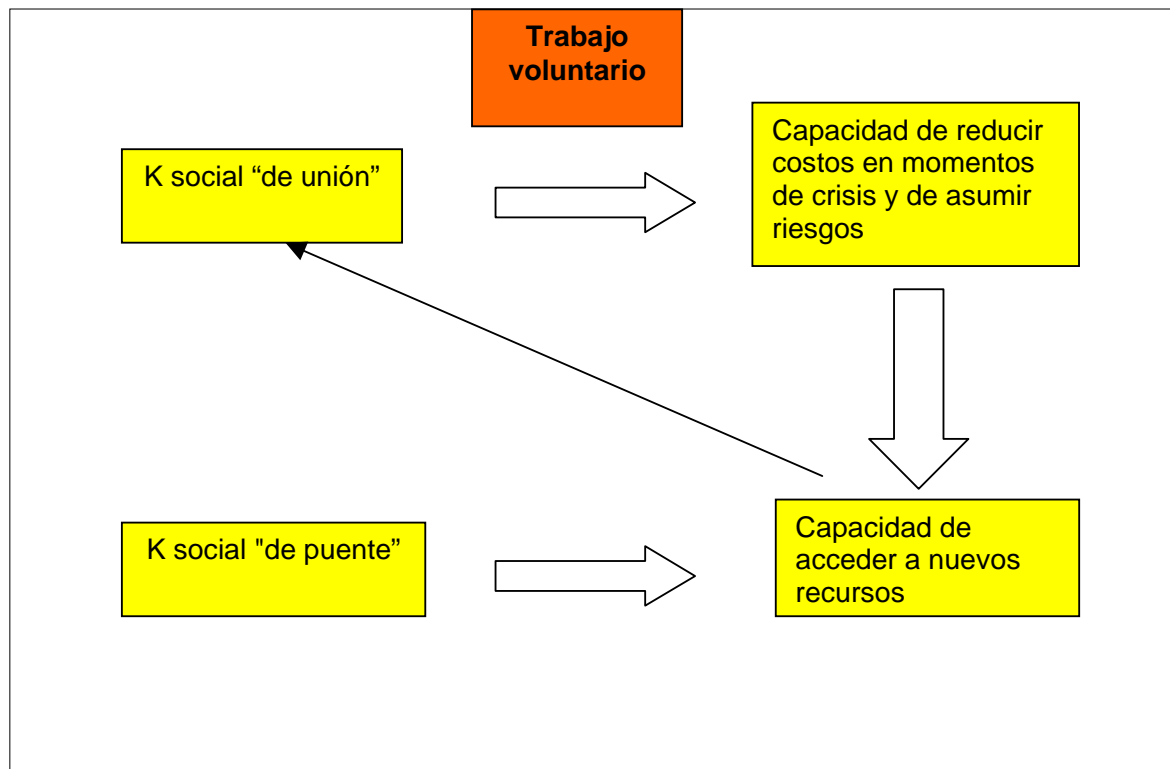 Trabajo
voluntario
K social “de unión”
Capacidad de reducir
costos en momentos
de crisis y de asumir
riesgos
K social "de puente”
Capacidad de
acceder a nuevos
recursos